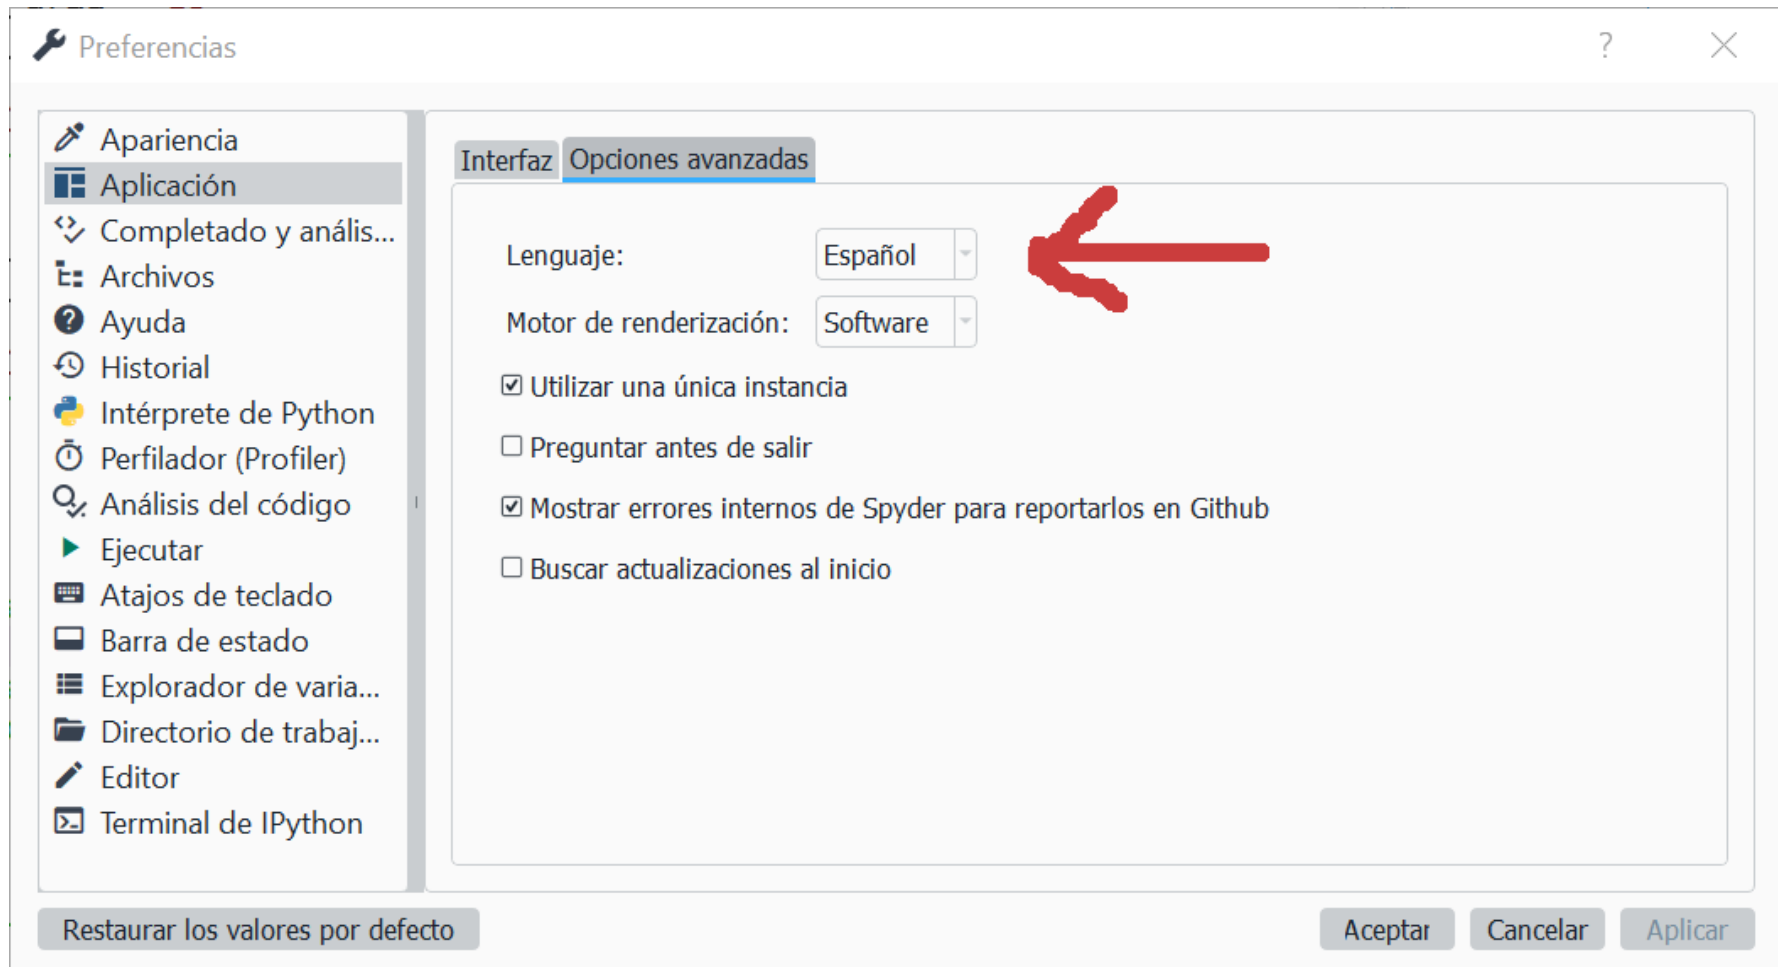 Preferencias
?
Apariencia
Aplicación
Completado y anális...
Archivos
Ayuda
Historial
Intérprete de Python
Perfilador (Profiler)
Análisis del código
Ejecutar
Atajos de teclado
Barra de estado
Explorador de varia...
Directorio de trabaj...
Editor
Terminal de IPython
Interfaz Opciones avanzadas
Lenguaje: Español
Motor de renderización: Software
Utilizar una única instancia
Preguntar antes de salir
Mostrar errores internos de Spyder para reportarlos en Github
Buscar actualizaciones al inicio
Restaurar los valores por defecto
Aceptar Cancelar Aplicar